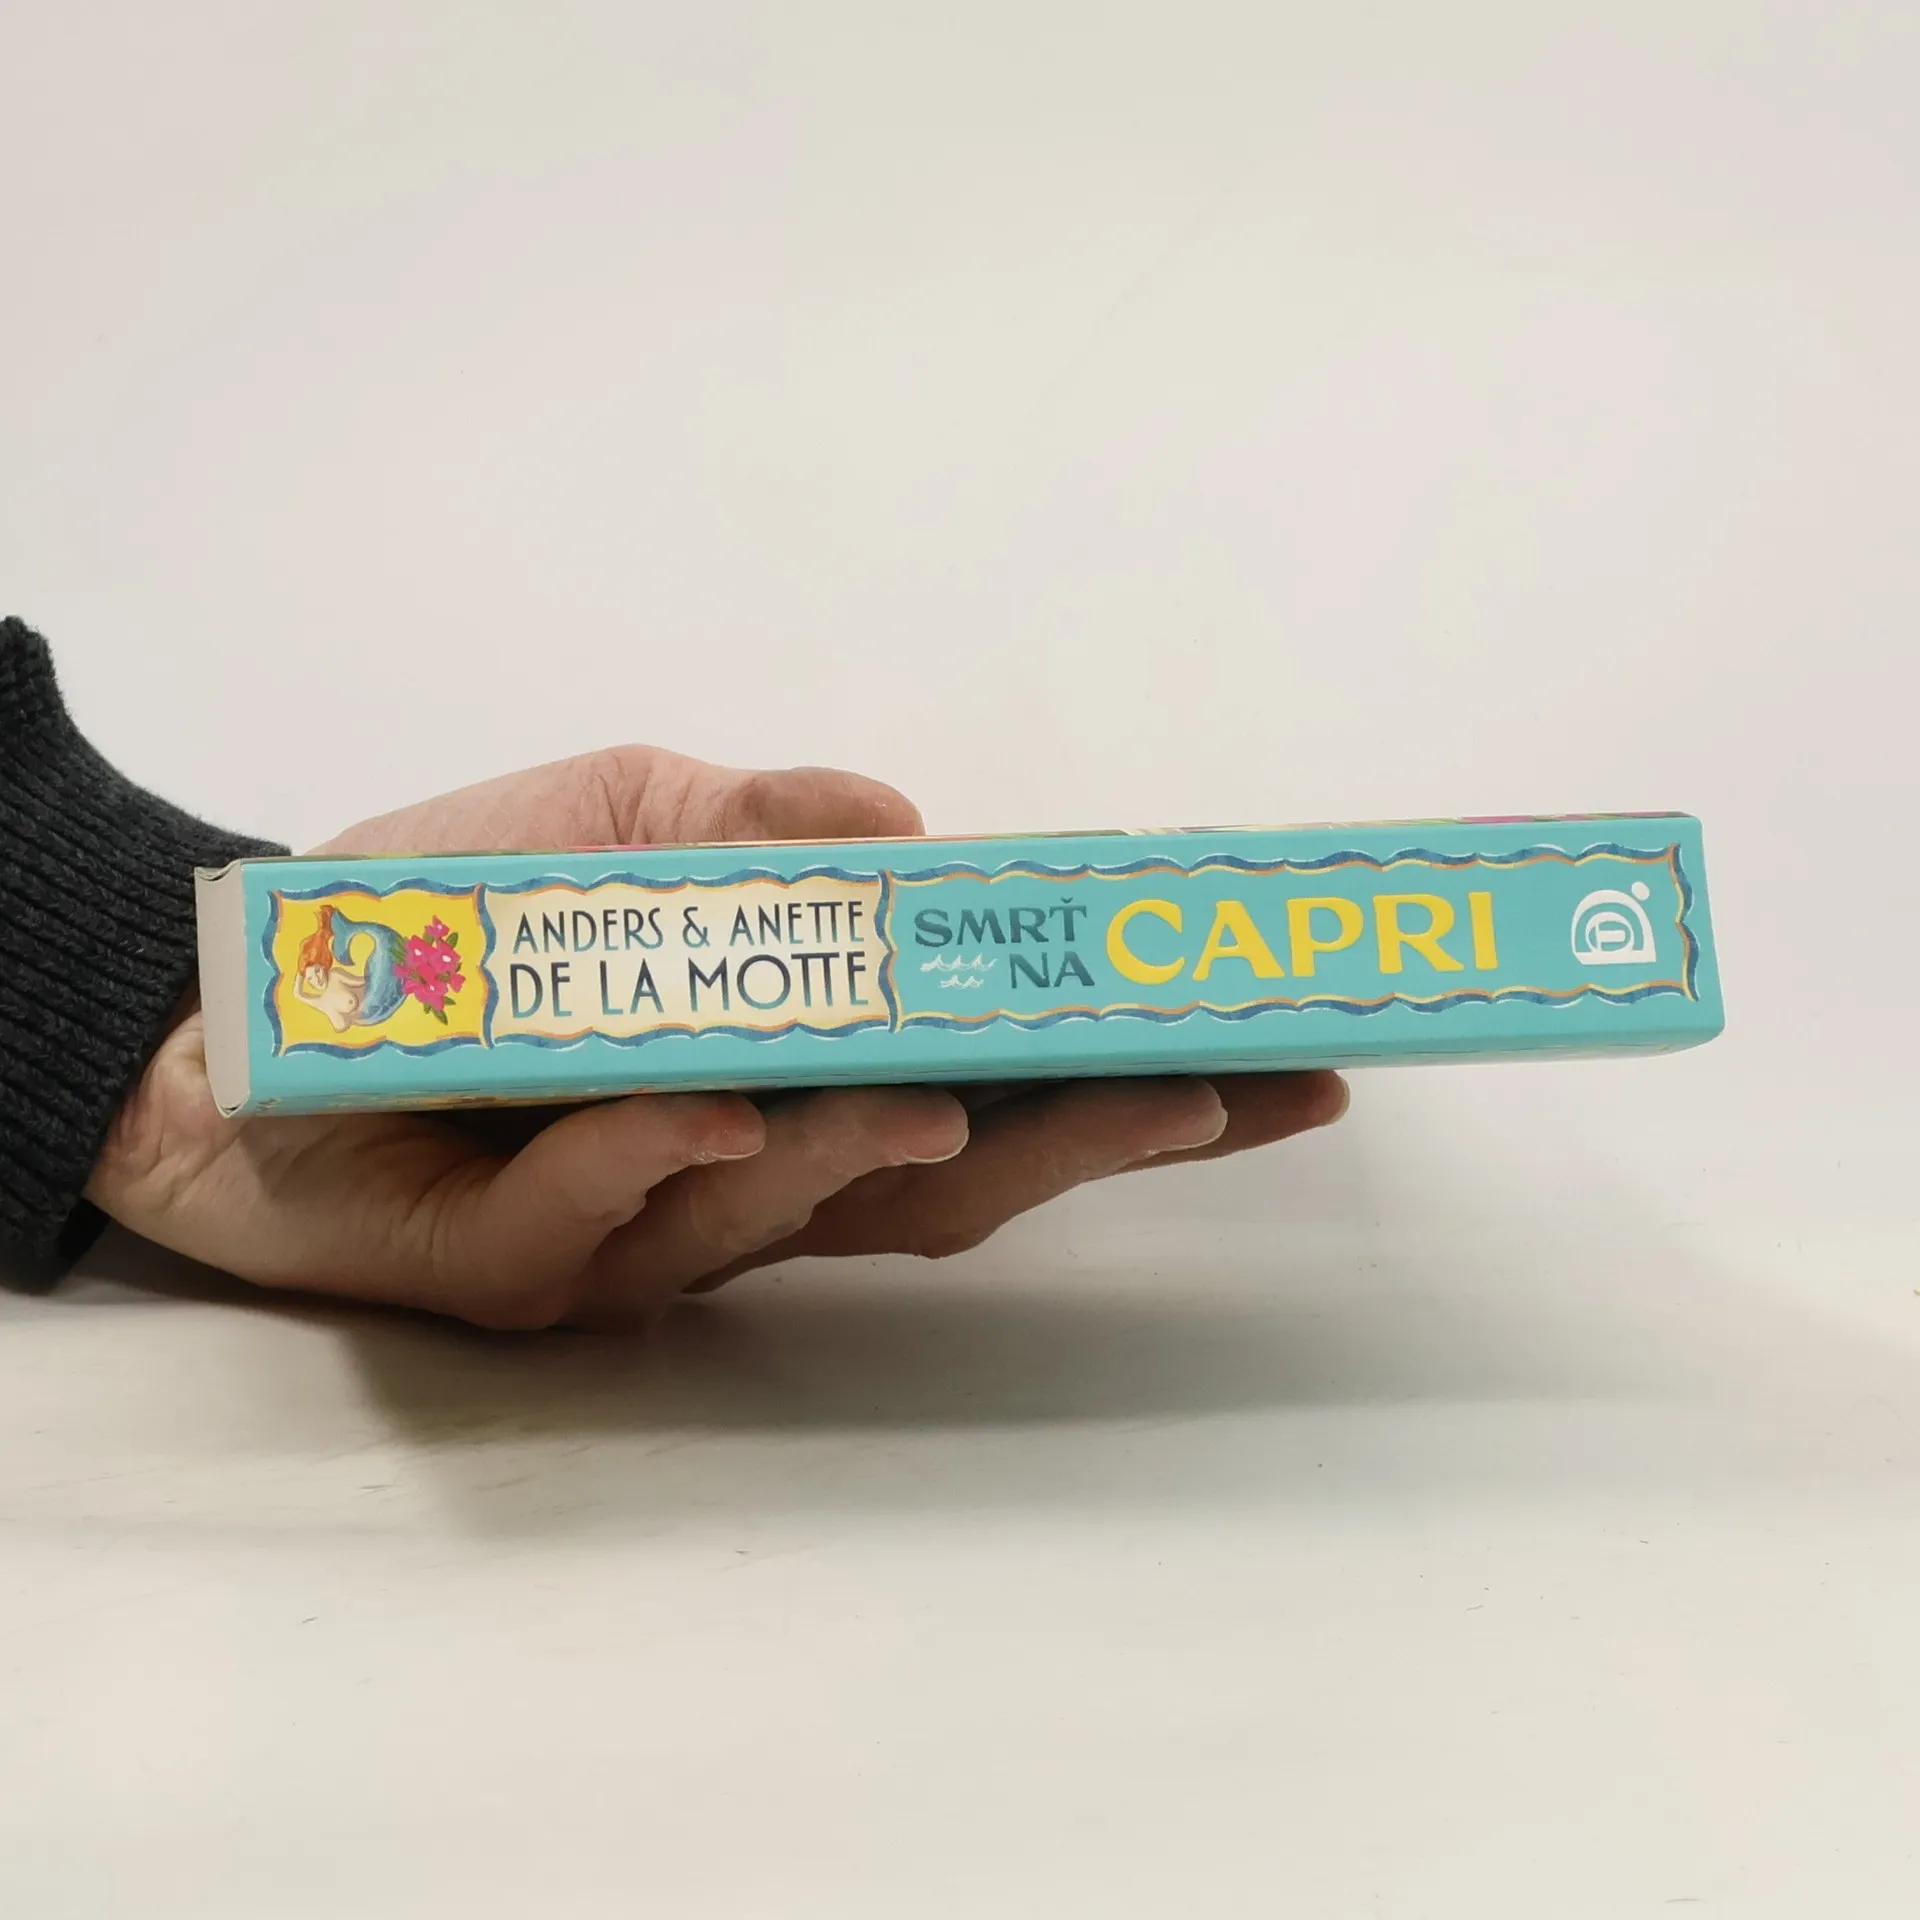 ANDERS & ANETTE
DE LA MOTTE
SMRŤ
NA
CAPRI